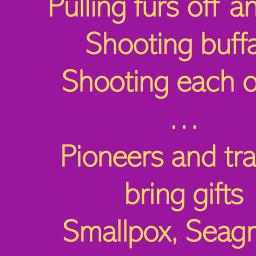 Pulling furs off an
Shooting buffa
Shooting each o
...
Pioneers and tra
bring gifts
Smallpox, Seagr